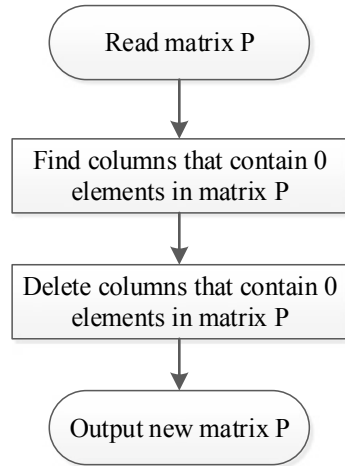 Read matrix P
Find columns that contain 0
elements in matrix P
Delete columns that contain 0
elements in matrix P
Output new matrix P